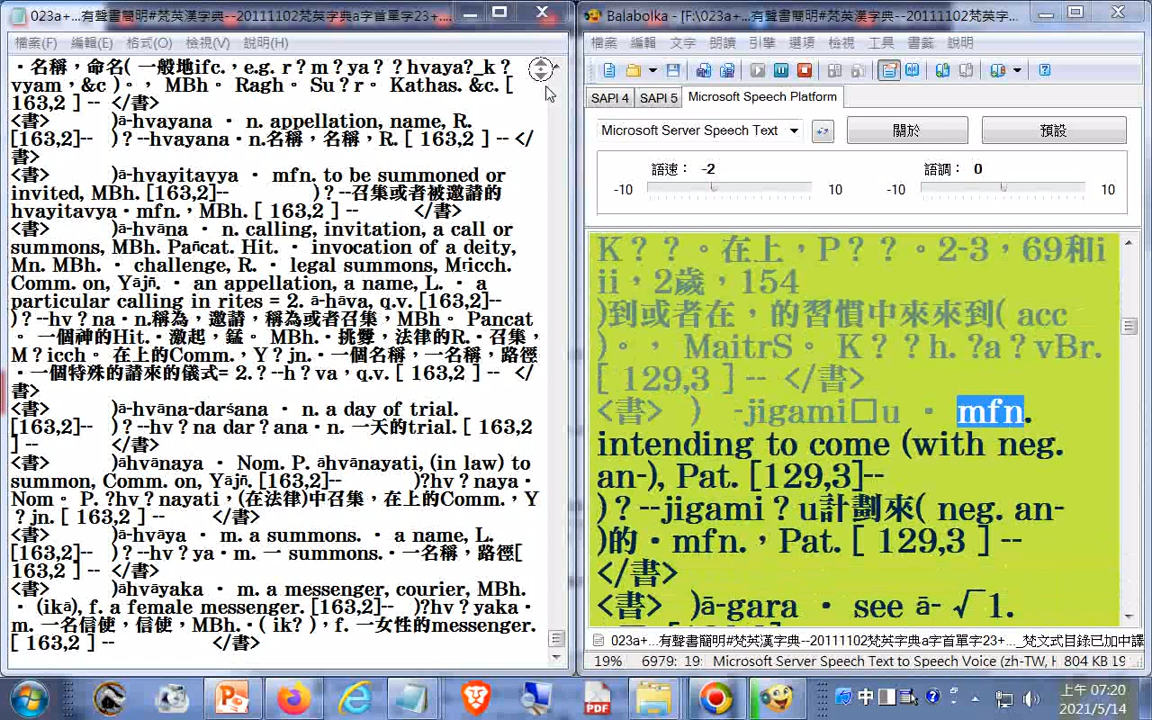 023a+...有聲書簡明#梵英漢字典--20111102梵英字典a字首單字23+...
檔案(F) 編輯(E) 格式(O) 檢視(V) 說明(H)
・名稱，命名( 一般地ifc.，e.g. r？m？ya？？hvaya?_k？
vyam，&c )。， MBh。Ragh。Su？r。Kathas. &c. [
163,2 ] -- </書>
<書> )ā-hvayana ・ n. appellation, name, R.
[163,2]-- )？--hvayana・n.名稱，名稱，R. [ 163,2 ] -- </
書>
<書> )ā-hvayitavya ・ mfn. to be summoned or
invited, MBh. [163,2]-- )？--召集或者被邀請的
hvayitavya・mfn.，MBh. [ 163,2 ] -- </書>
<書> )ā-hvāna ・ n. calling, invitation, a call or
summons, MBh. Pañcat. Hit. ・ invocation of a deity,
Mn. MBh. ・ challenge, R. ・ legal summons, Mṛicch.
Comm. on, Yājñ. ・ an appellation, a name, L. ・ a
particular calling in rites = 2. ā-hāva, q.v. [163,2]--
)？--hv？na・n.稱為，邀請，稱為或者召集，MBh。Pancat
。一個神的Hit.・激起，錳。MBh.・挑釁，法律的R.・召集，
M？icch。 在上的Comm.，Y？jn.・一個名稱，一名稱，路徑
・一個特殊的請來的儀式= 2.？--h？va，q.v. [ 163,2 ] -- </
書>
<書> )ā-hvāna-darśana ・ n. a day of trial.
[163,2]-- )？--hv？na dar？ana・n. 一天的trial. [ 163,2
] -- </書>
<書> )āhvānaya ・ Nom. P. āhvānayati, (in law) to
summon, Comm. on, Yājñ. [163,2]-- )?hv？naya・
Nom。 P. ?hv？nayati，(在法律)中召集，在上的Comm.，Y
？jn. [ 163,2 ] -- </書>
<書> )ā-hvāya ・ m. a summons. ・ a name, L.
[163,2]-- )？--hv？ya・m. 一 summons.・一名稱，路徑[
163,2 ] -- </書>
<書> )āhvāyaka ・ m. a messenger, courier, MBh.
・ (ikā), f. a female messenger. [163,2]-- )?hv？yaka・
m. 一名信使，信使，MBh.・( ik？)，f. 一女性的messenger.
[ 163,2 ] -- </書>
Balabolka - [F:\023a+...有聲書簡明#梵英漢字典--20111102梵英字...
檔案 編輯 文字 朗讀 引擎 選項 檢視 工具 書籤 說明
SAPI 4 SAPI 5 Microsoft Speech Platform
Microsoft Server Speech Text 關於 預設
語速： -2 語調： 0
-10 10 -10 10
K？？。在上，P？？。2-3，69和i
ii，2歲，154
)到或者在，的習慣中來來到( acc
)。， MaitrS。 K？？h. ?a？vBr.
[ 129,3 ] -- </書>
<書> ) -jigami□u ・ mfn.
intending to come (with neg.
an-), Pat. [129,3]--
)？--jigami？u計劃來( neg. an-
)的・mfn.，Pat. [ 129,3 ] --
</書>
<書> )ā-gara ・ see ā-√1.
023a+...有聲書簡明#梵英漢字典--20111102梵英字典a字首單字23+..._梵文式目錄已加中譯
19% 6979: 19: Microsoft Server Speech Text to Speech Voice (zh-TW, H 804 KB 19
中
上午 07:20
2021/5/14